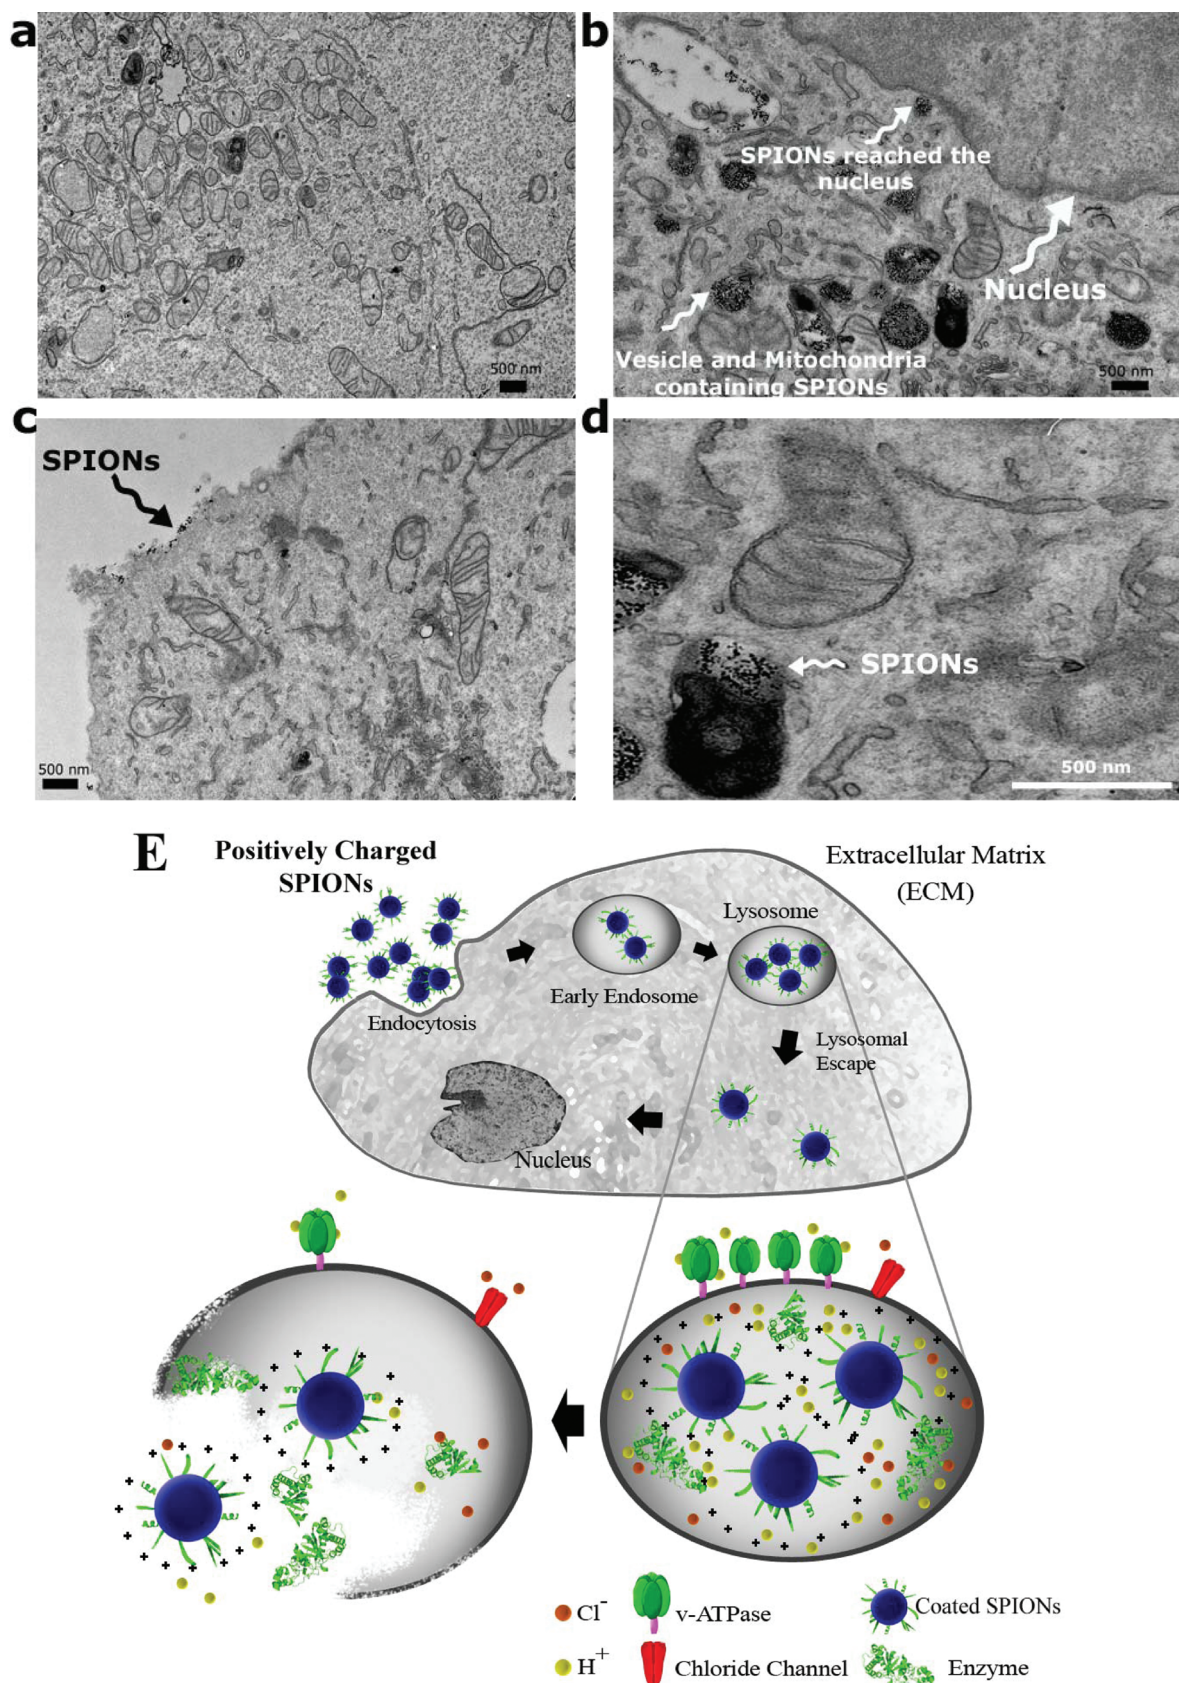 a
500 nm
b
SPIONs reached the
nucleus
Nucleus
Vesicle and Mitochondria
containing SPIONs
500 nm
c
SPIONs
500 nm
d
SPIONs
500 nm
E
Positively Charged
SPIONs
Extracellular Matrix
(ECM)
Lysosome
Early Endosome
Endocytosis
Lysosomal
Escape
Nucleus
Cl-
v-ATPase
Coated SPIONs
H+
Chloride Channel
Enzyme